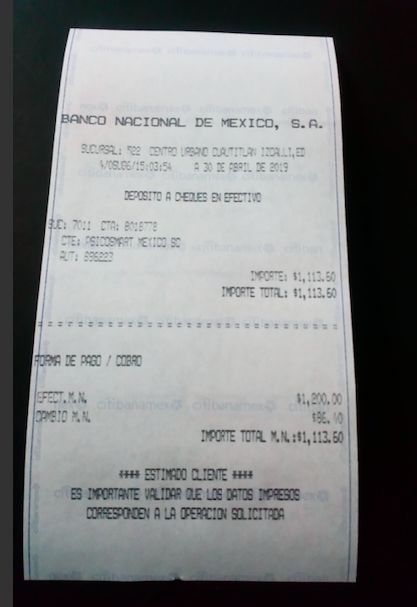 BANCO NACIONAL DE MEXICO, S.A.
SUCURSAL: 522 CENTRO URBANO CUAUTITLAN IZCALLI,ED
A 30 DE ABRIL DE 2019
DEPOSITO A CHEQUES EN EFECTIVO
SUC: 7011 CTA: 8018778
CTE: PSICOSMART MEXICO SC
AUT: 896223
IMPORTE: $1,113.60
IMPORTE TOTAL: $1,113.60
FORMA DE PAGO / COBRO
EFECT.M.N. $1,200.00
CAMBIO M.N. $86.40
IMPORTE TOTAL M.N.:$1,113.60
**** ESTIMADO CLIENTE ****
ES IMPORTANTE VALIDAR QUE LOS DATOS IMPRESOS
CORRESPONDEN A LA OPERACION SOLICITADA